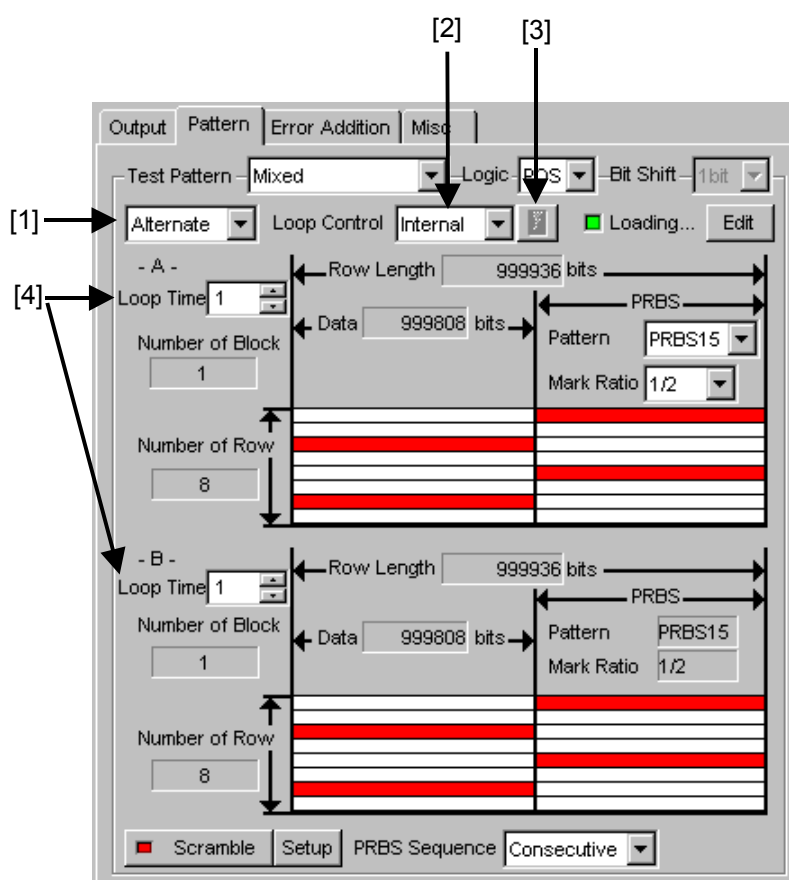 [2] [3]
Output Pattern Error Addition Misc
Test Pattern Mixed Logic POS Bit Shift 1bit
[1] Alternate Loop Control Internal Loading... Edit
- A -
Row Length 999936 bits
[4] Loop Time 1
PRBS
Data 999808 bits
Number of Block
Pattern PRBS15
1
Mark Ratio 1/2
Number of Row
8
- B -
Row Length 999936 bits
Loop Time 1
PRBS
Number of Block
Data 999808 bits
Pattern PRBS15
1
Mark Ratio 1/2
Number of Row
8
Scramble Setup PRBS Sequence Consecutive